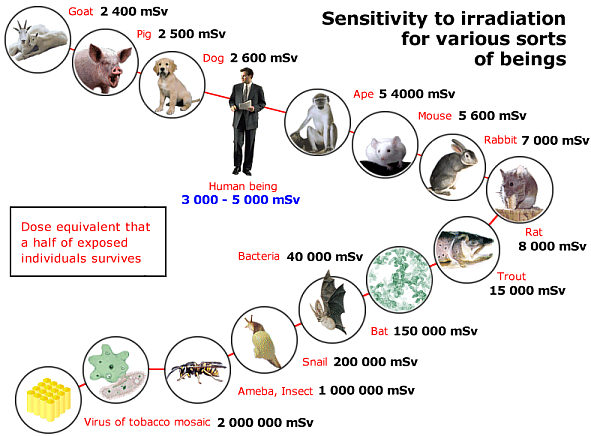 Sensitivity to irradiation
for various sorts
of beings
Goat 2 400 mSv
Pig 2 500 mSv
Dog 2 600 mSv
Human being
3 000 - 5 000 mSv
Ape 5 4000 mSv
Mouse 5 600 mSv
Rabbit 7 000 mSv
Rat
8 000 mSv
Trout
15 000 mSv
Dose equivalent that
a half of exposed
individuals survives
Bacteria 40 000 mSv
Bat 150 000 mSv
Snail 200 000 mSv
Ameba, Insect 1 000 000 mSv
Virus of tobacco mosaic 2 000 000 mSv